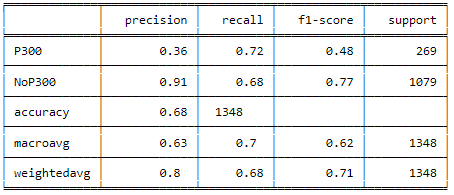 precision recall f1-score support
P300 0.36 0.72 0.48 269
NoP300 0.91 0.68 0.77 1079
accuracy 0.68 1348
macroavg 0.63 0.7 0.62 1348
weightedavg 0.8 0.68 0.71 1348